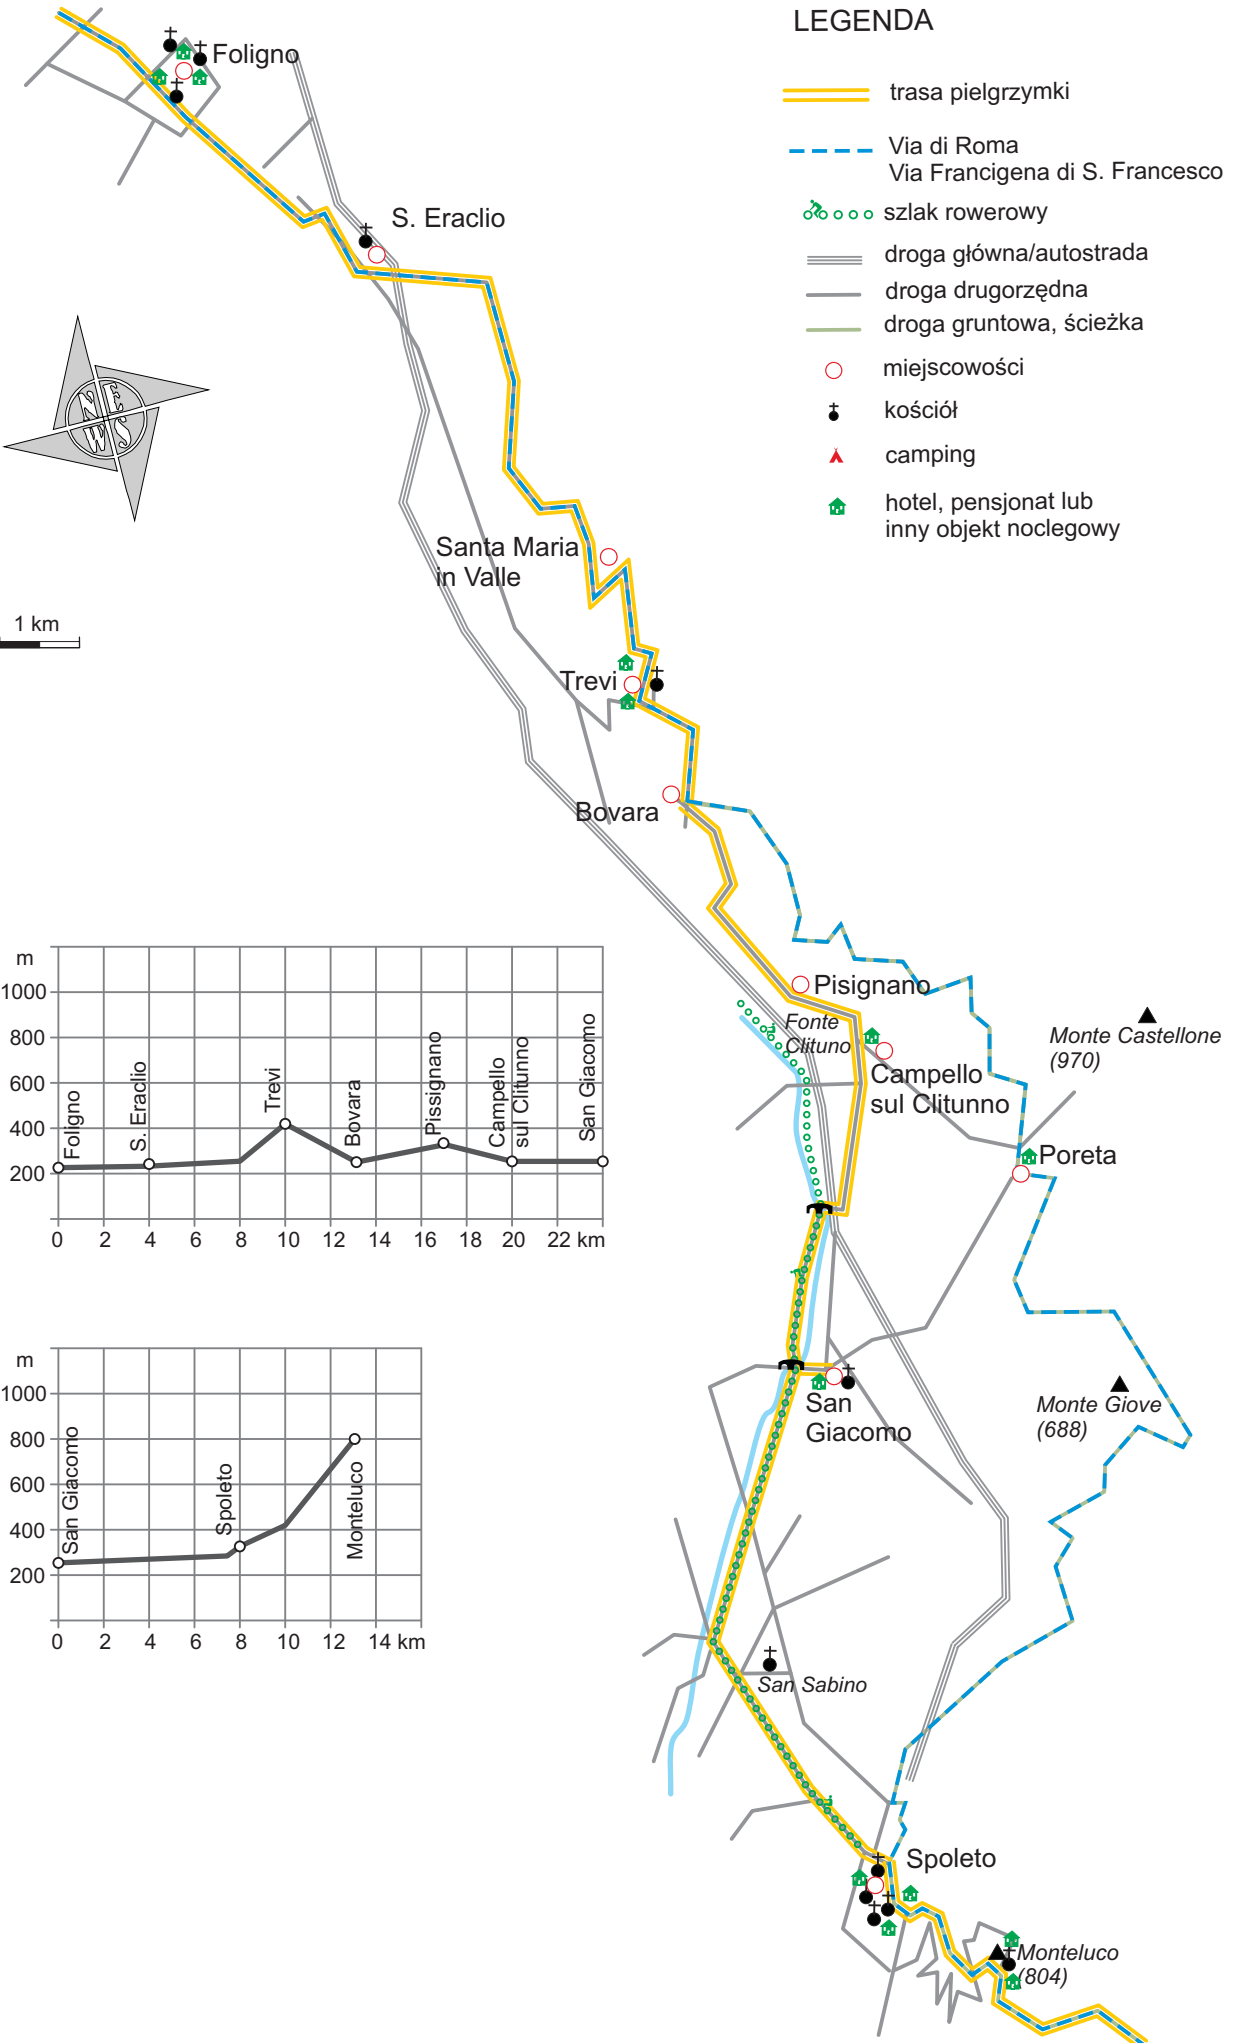 LEGENDA
trasa pielgrzymki
Via di Roma
Via Francigena di S. Francesco
szlak rowerowy
droga główna/autostrada
droga drugorzędna
droga gruntowa, ścieżka
miejscowości
kościół
camping
hotel, pensjonat lub
inny objekt noclegowy
Foligno
S. Eraclio
N
E
S
W
1 km
Santa Maria
in Valle
Trevi
Bovara
Pisignano
Fonte
Clituno
Campello
sul Clitunno
Monte Castellone
(970)
Poreta
San
Giacomo
Monte Giove
(688)
San Sabino
Spoleto
Monteluco
(804)
m
1000
800
600
400
200
Foligno
S. Eraclio
Trevi
Bovara
Pissignano
Campello
sul Clitunno
San Giacomo
0 2 4 6 8 10 12 14 16 18 20 22 km
m
1000
800
600
400
200
San Giacomo
Spoleto
Monteluco
0 2 4 6 8 10 12 14 km